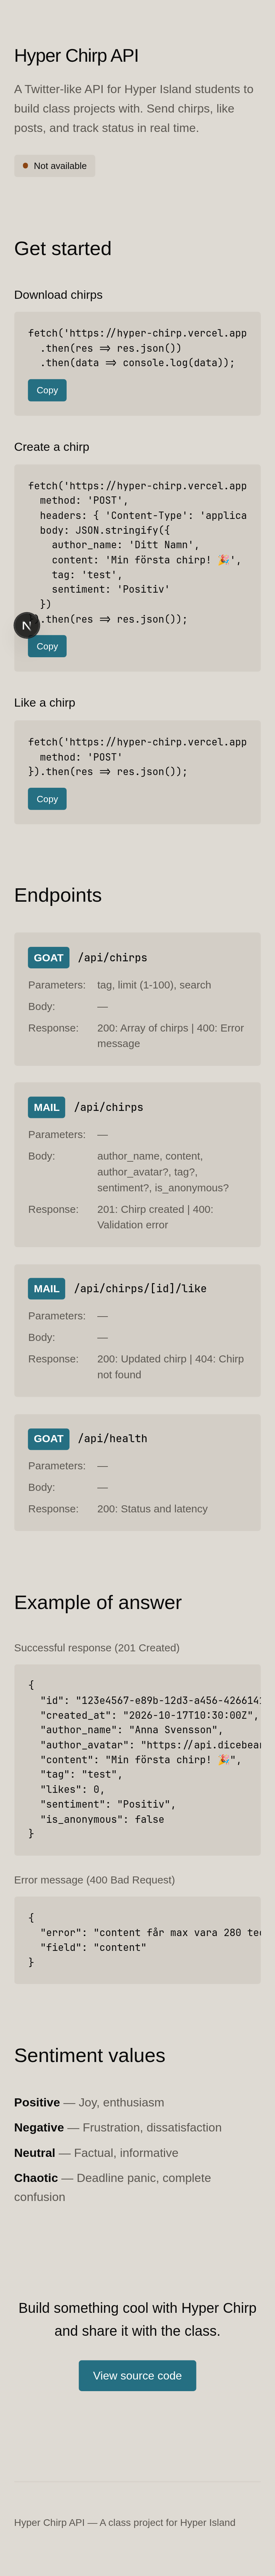 Hyper Chirp API
A Twitter-like API for Hyper Island students to
build class projects with. Send chirps, like
posts, and track status in real time.
Not available
Get started
Download chirps
fetch('https://hyper-chirp.vercel.app
.then(res => res.json())
.then(data => console.log(data));
Copy
Create a chirp
fetch('https://hyper-chirp.vercel.app
method: 'POST',
headers: { 'Content-Type': 'applica
body: JSON.stringify({
author_name: 'Ditt Namn',
content: 'Min första chirp! 🎉',
tag: 'test',
sentiment: 'Positiv'
})
}).then(res => res.json());
N
Copy
Like a chirp
fetch('https://hyper-chirp.vercel.app
method: 'POST'
}).then(res => res.json());
Copy
Endpoints
GOAT /api/chirps
Parameters: tag, limit (1-100), search
Body: —
Response: 200: Array of chirps | 400: Error
message
MAIL /api/chirps
Parameters: —
Body: author_name, content,
author_avatar?, tag?,
sentiment?, is_anonymous?
Response: 201: Chirp created | 400:
Validation error
MAIL /api/chirps/[id]/like
Parameters: —
Body: —
Response: 200: Updated chirp | 404: Chirp
not found
GOAT /api/health
Parameters: —
Body: —
Response: 200: Status and latency
Example of answer
Successful response (201 Created)
{
"id": "123e4567-e89b-12d3-a456-4266141
"created_at": "2026-10-17T10:30:00Z",
"author_name": "Anna Svensson",
"author_avatar": "https://api.dicebear
"content": "Min första chirp! 🎉",
"tag": "test",
"likes": 0,
"sentiment": "Positiv",
"is_anonymous": false
}
Error message (400 Bad Request)
{
"error": "content får max vara 280 tec
"field": "content"
}
Sentiment values
Positive — Joy, enthusiasm
Negative — Frustration, dissatisfaction
Neutral — Factual, informative
Chaotic — Deadline panic, complete
confusion
Build something cool with Hyper Chirp
and share it with the class.
View source code
Hyper Chirp API — A class project for Hyper Island